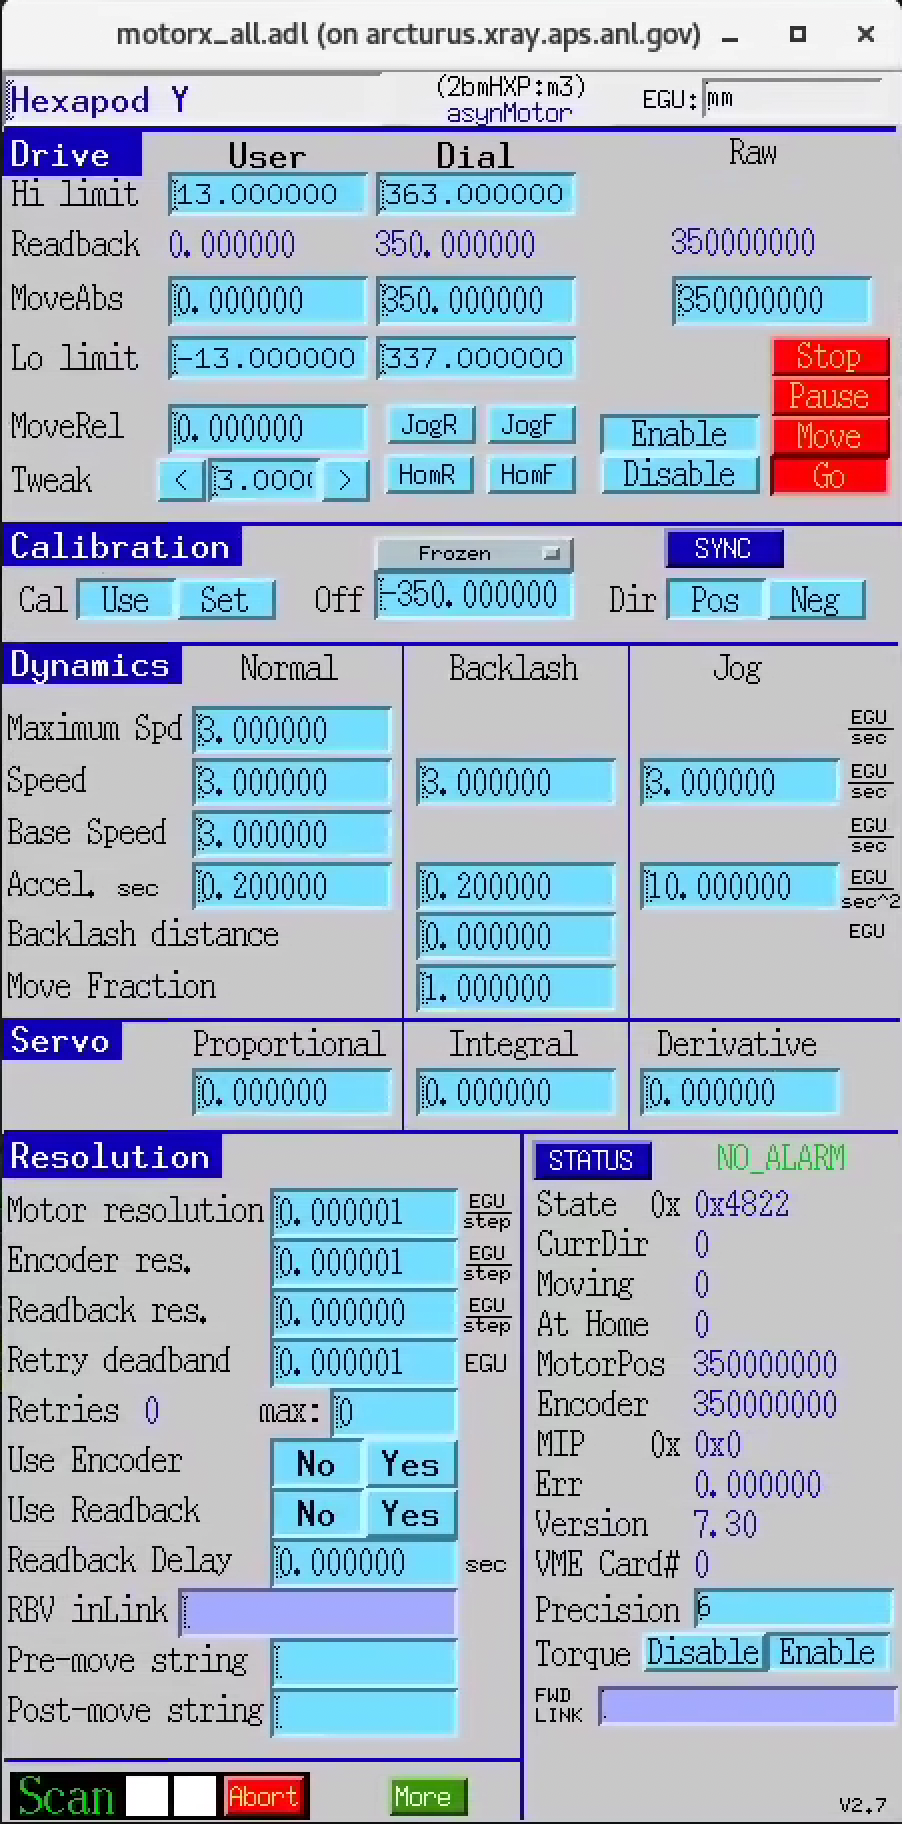 motorx_all.adl (on arcturus.xray.aps.anl.gov)
Hexapod Y (2bmHXP:m3) EGU: mm
asynMotor
Drive User Dial Raw
Hi limit 13.000000 363.000000
Readback 0.000000 350.000000 350000000
MoveAbs 0.000000 350.000000 350000000
Lo limit -13.000000 337.000000 Stop
Pause
MoveRel 0.000000 JogR JogF Enable Move
Tweak < 3.000( > HomR HomF Disable Go
Calibration Frozen SYNC
Cal Use Set Off -350.000000 Dir Pos Neg
Dynamics Normal Backlash Jog
Maximum Spd 3.000000 EGU/sec
Speed 3.000000 3.000000 3.000000 EGU/sec
Base Speed 3.000000 EGU/sec
Accel. sec 0.200000 0.200000 10.000000 EGU/sec^2
Backlash distance 0.000000 EGU
Move Fraction 1.000000
Servo Proportional Integral Derivative
0.000000 0.000000 0.000000
Resolution
Motor resolution 0.000001 EGU/step
Encoder res. 0.000001 EGU/step
Readback res. 0.000000 EGU/step
Retry deadband 0.000001 EGU
Retries 0 max: 0
Use Encoder No Yes
Use Readback No Yes
Readback Delay 0.000000 sec
RBV inLink
Pre-move string
Post-move string
STATUS NO_ALARM
State 0x 0x4822
CurrDir 0
Moving 0
At Home 0
MotorPos 350000000
Encoder 350000000
MIP 0x 0x0
Err 0.000000
Version 7.30
VME Card# 0
Precision 6
Torque Disable Enable
FWD
LINK
Scan Abort More
V2.7